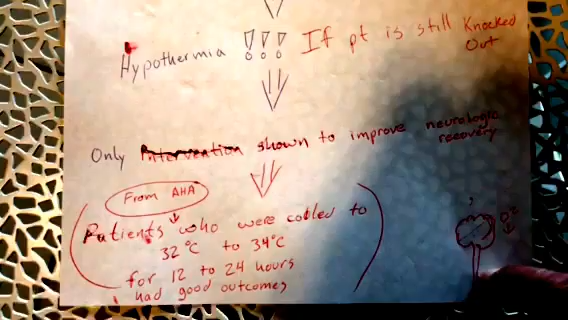 Hypothermia !!! If pt is still Knocked
Out
Only Intervention shown to improve neurologic
recovery
From AHA
Patients who were cooled to
32°C to 34°C
for 12 to 24 hours
had good outcomes